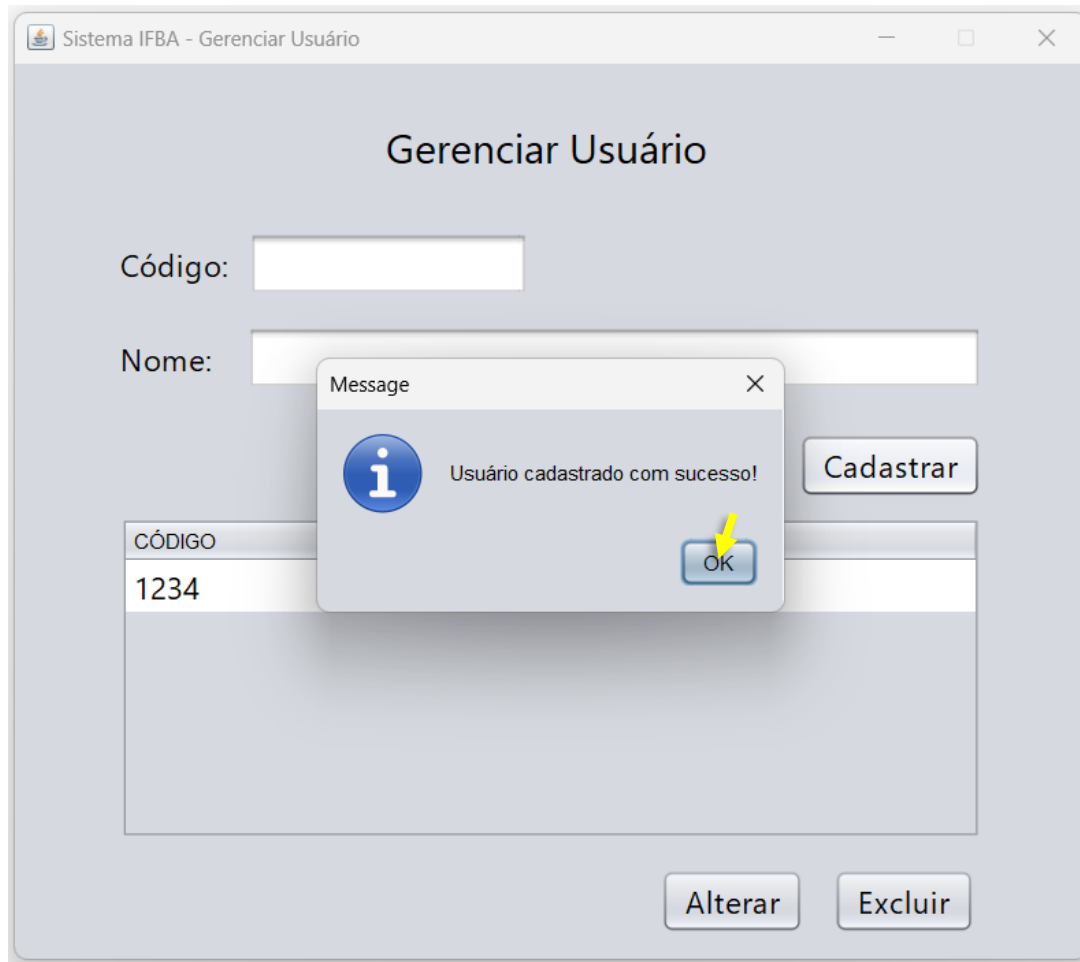 Sistema IFBA - Gerenciar Usuário
Gerenciar Usuário
Código:
Nome:
Message
Usuário cadastrado com sucesso!
OK
Cadastrar
CÓDIGO
1234
Alterar
Excluir